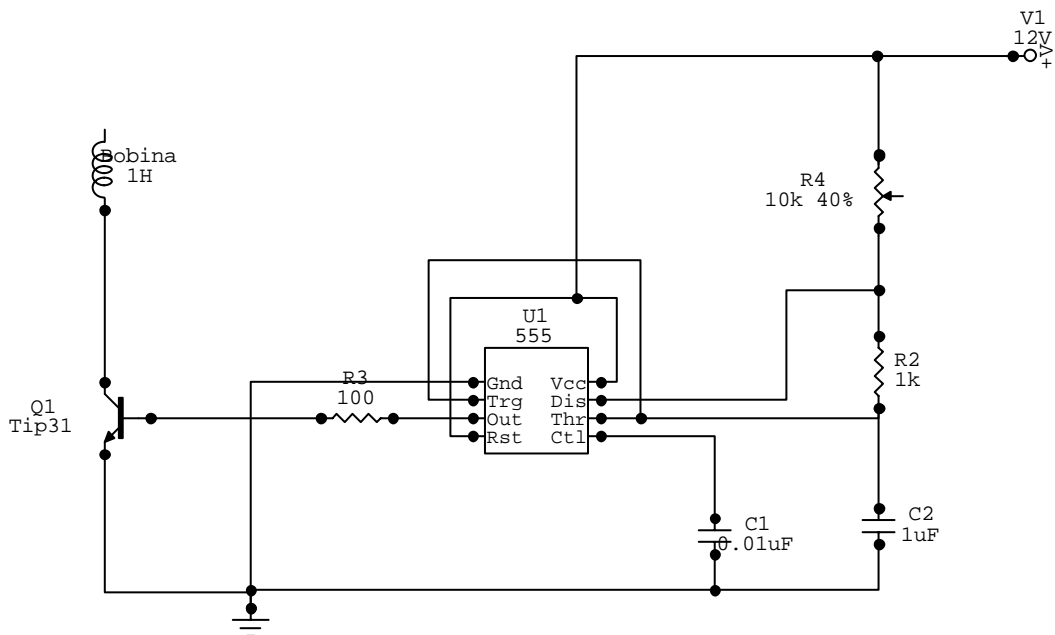 V1
12V
+V
Bobina
1H
R4
10k 40%
U1
555
R3
100
Gnd Vcc
Trg Dis
Out Thr
Rst Ctl
R2
1k
Q1
Tip31
C1
0.01uF
C2
1uF